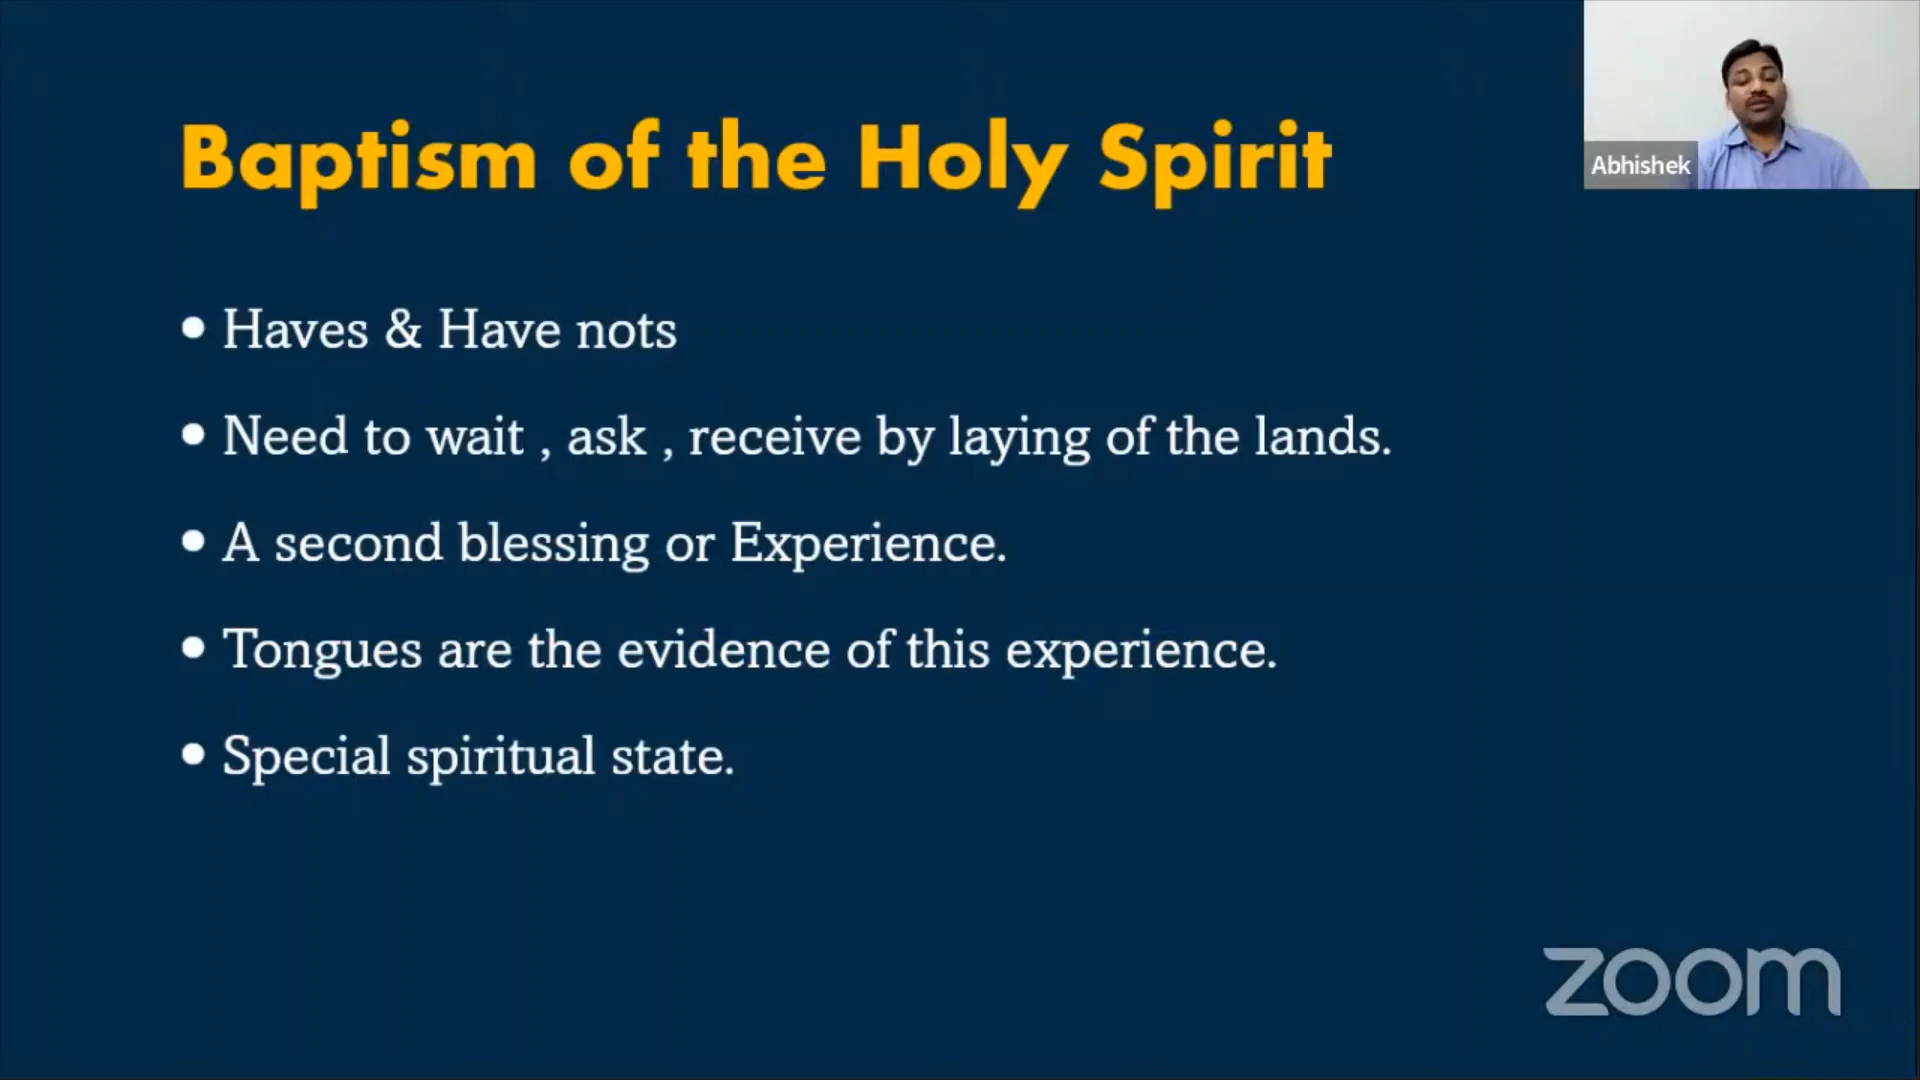 Baptism of the Holy Spirit
Abhishek
• Haves & Have nots
• Need to wait , ask , receive by laying of the lands.
• A second blessing or Experience.
• Tongues are the evidence of this experience.
• Special spiritual state.
zoom